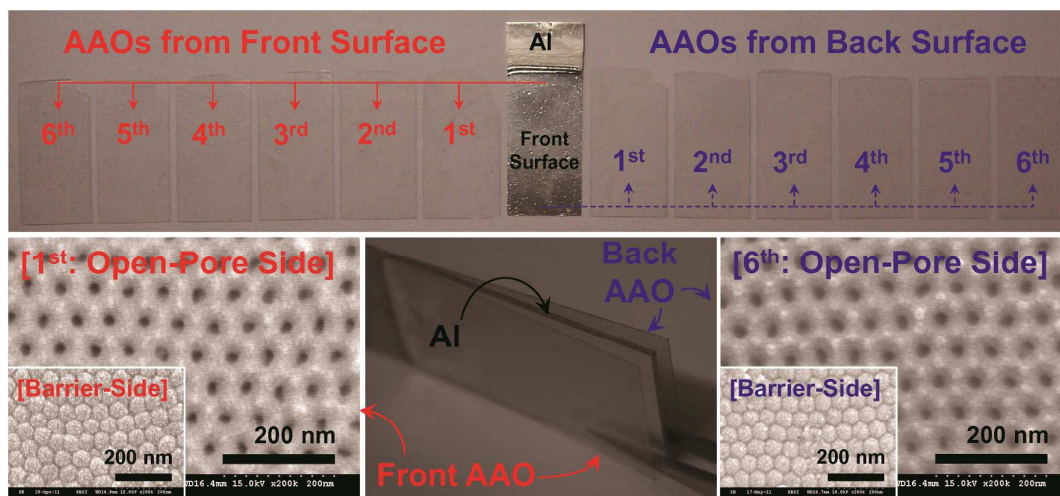 AAOs from Front Surface
Al
AAOs from Back Surface
6th
5th
4th
3rd
2nd
1st
Front
Surface
1st
2nd
3rd
4th
5th
6th
[1st: Open-Pore Side]
[Barrier-Side]
200 nm
200 nm
WD16.4mm 15.0kV x200k 200nm
Back
AAO
Al
Front AAO
[6th: Open-Pore Side]
[Barrier-Side]
200 nm
200 nm
WD16.4mm 15.0kV x200k 200nm